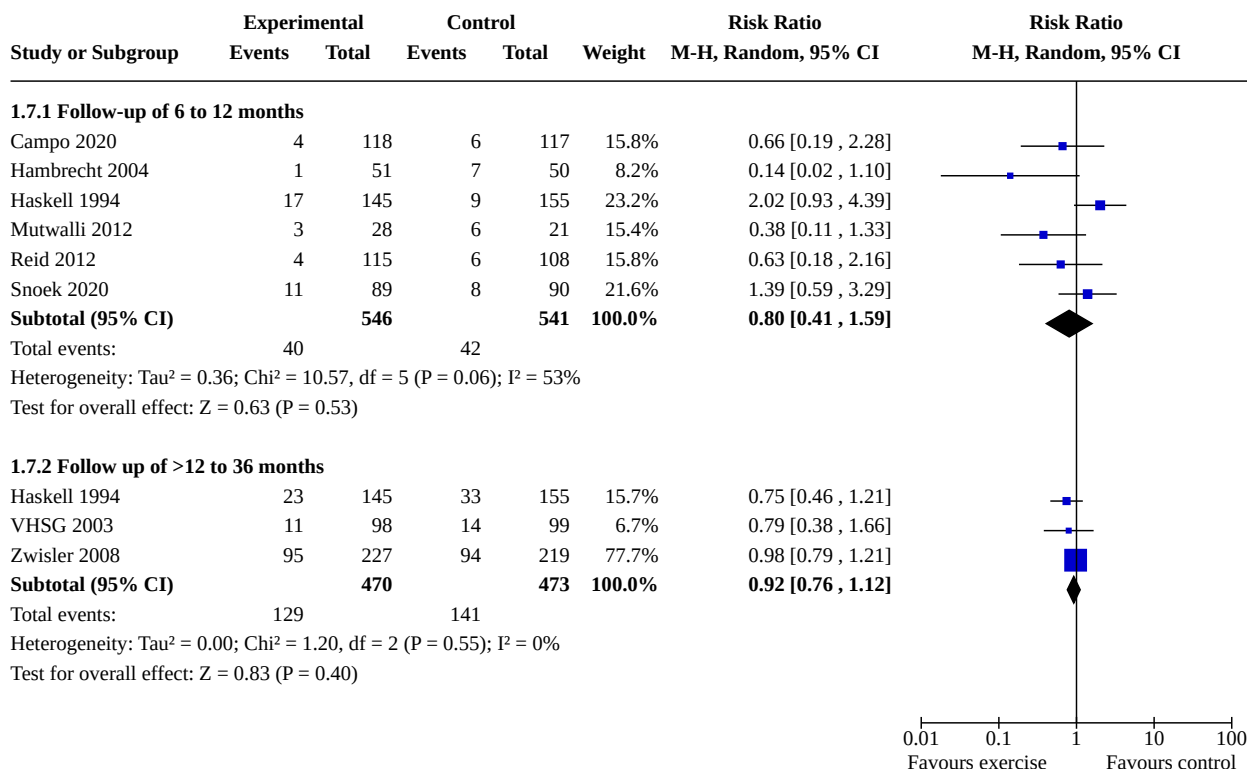 Experimental Control Risk Ratio Risk Ratio
Study or Subgroup Events Total Events Total Weight M-H, Random, 95% CI M-H, Random, 95% CI
1.7.1 Follow-up of 6 to 12 months
Campo 2020 4 118 6 117 15.8% 0.66 [0.19 , 2.28]
Hambrecht 2004 1 51 7 50 8.2% 0.14 [0.02 , 1.10]
Haskell 1994 17 145 9 155 23.2% 2.02 [0.93 , 4.39]
Mutwalli 2012 3 28 6 21 15.4% 0.38 [0.11 , 1.33]
Reid 2012 4 115 6 108 15.8% 0.63 [0.18 , 2.16]
Snoek 2020 11 89 8 90 21.6% 1.39 [0.59 , 3.29]
Subtotal (95% CI) 546 541 100.0% 0.80 [0.41 , 1.59]
Total events: 40 42
Heterogeneity: Tau² = 0.36; Chi² = 10.57, df = 5 (P = 0.06); I² = 53%
Test for overall effect: Z = 0.63 (P = 0.53)
1.7.2 Follow up of >12 to 36 months
Haskell 1994 23 145 33 155 15.7% 0.75 [0.46 , 1.21]
VHSG 2003 11 98 14 99 6.7% 0.79 [0.38 , 1.66]
Zwisler 2008 95 227 94 219 77.7% 0.98 [0.79 , 1.21]
Subtotal (95% CI) 470 473 100.0% 0.92 [0.76 , 1.12]
Total events: 129 141
Heterogeneity: Tau² = 0.00; Chi² = 1.20, df = 2 (P = 0.55); I² = 0%
Test for overall effect: Z = 0.83 (P = 0.40)
0.01 0.1 1 10 100
Favours exercise Favours control